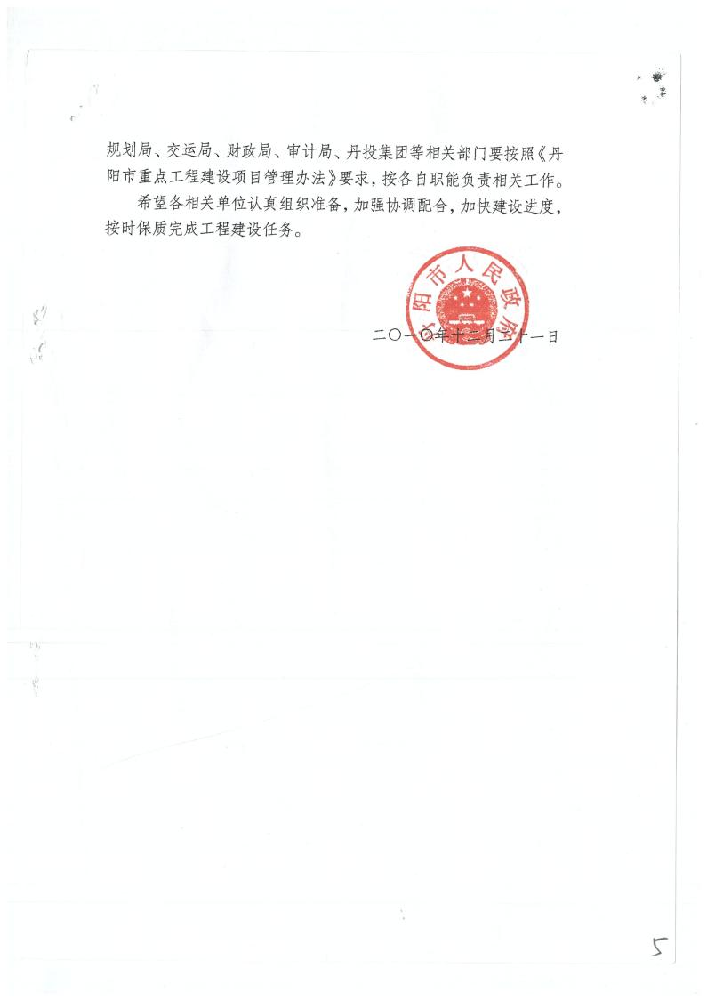 规划局、交运局、财政局、审计局、丹投集团等相关部门要按照《丹
阳市重点工程建设项目管理办法》要求，按各自职能负责相关工作。
希望各相关单位认真组织准备，加强协调配合，加快建设进度，
按时保质完成工程建设任务。
丹阳市人民政府
二〇一〇年十二月二十一日
5